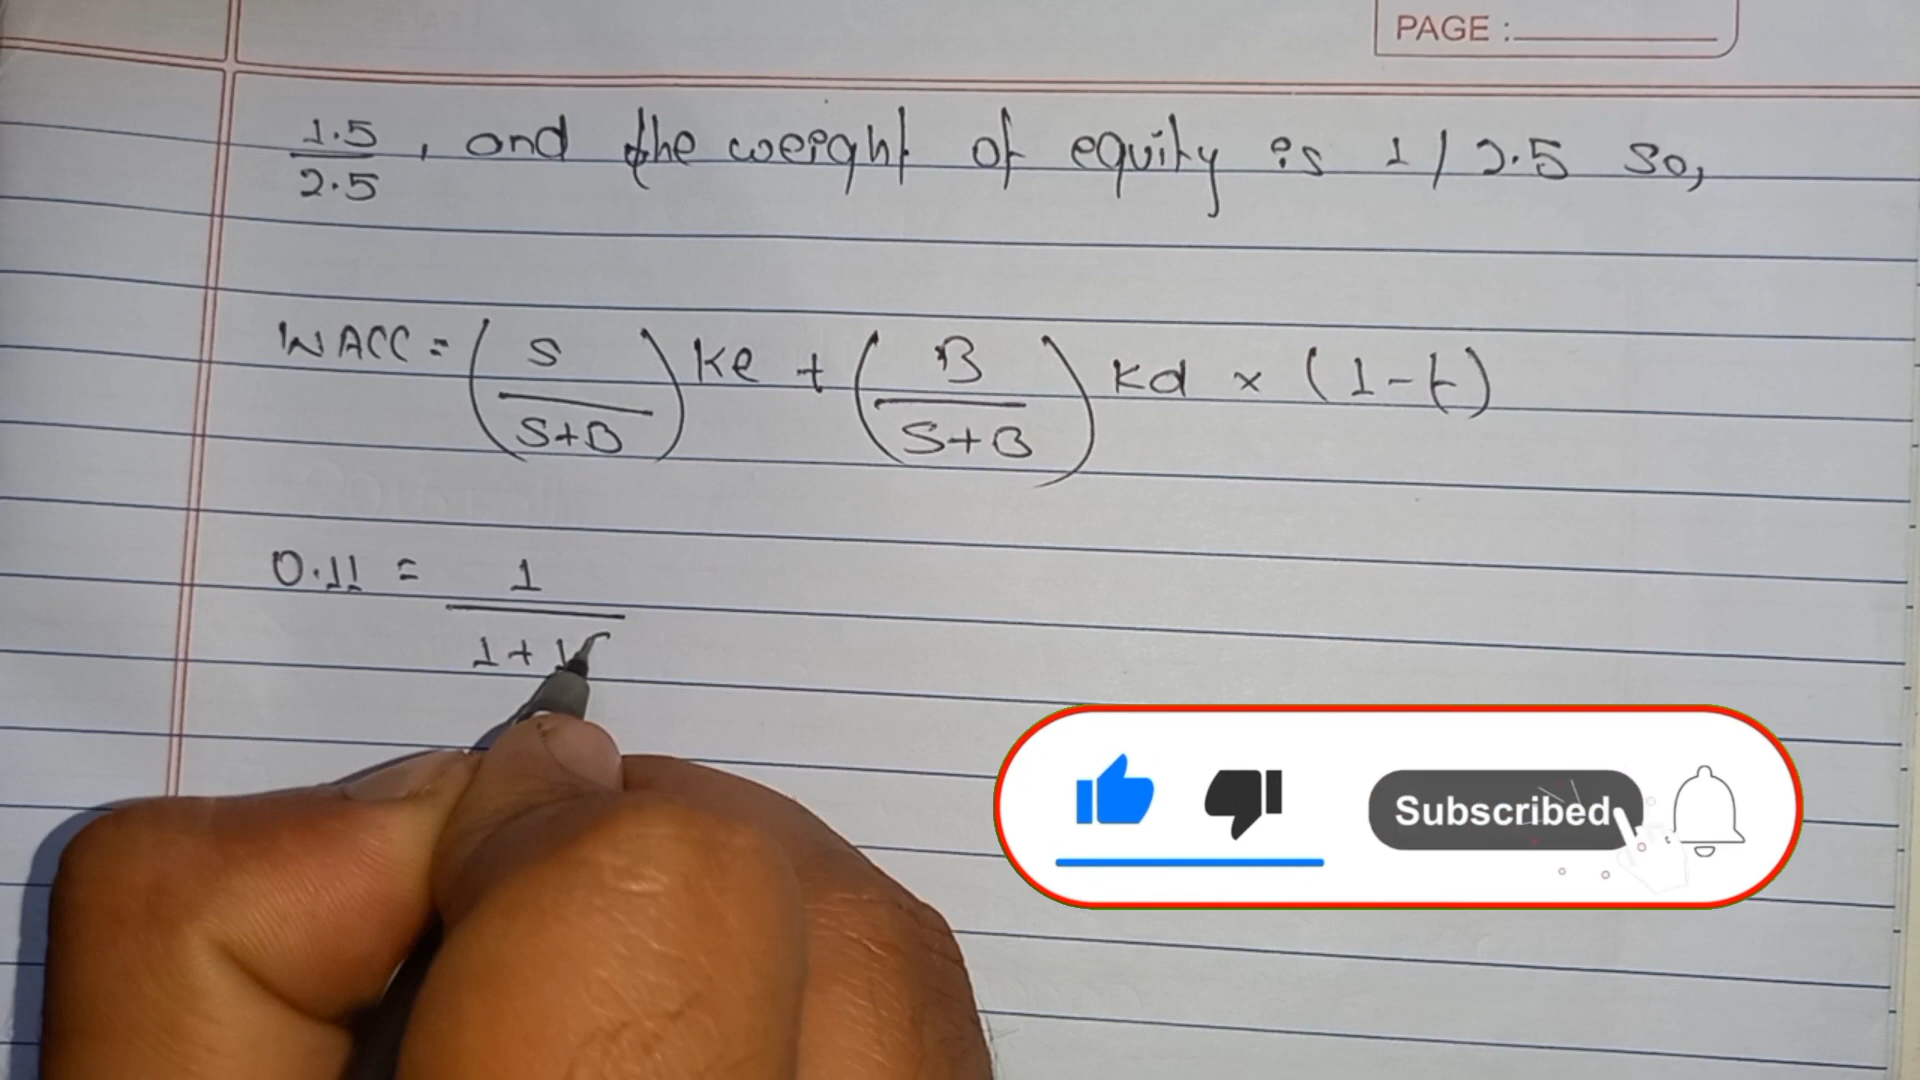 PAGE :
1.5
2.5 , and the weight of equity is 1/2.5 so,
WACC = (S / S+B) Ke + (B / S+B) Kd × (1-t)
0.11 = 1
1+1.5
Subscribed